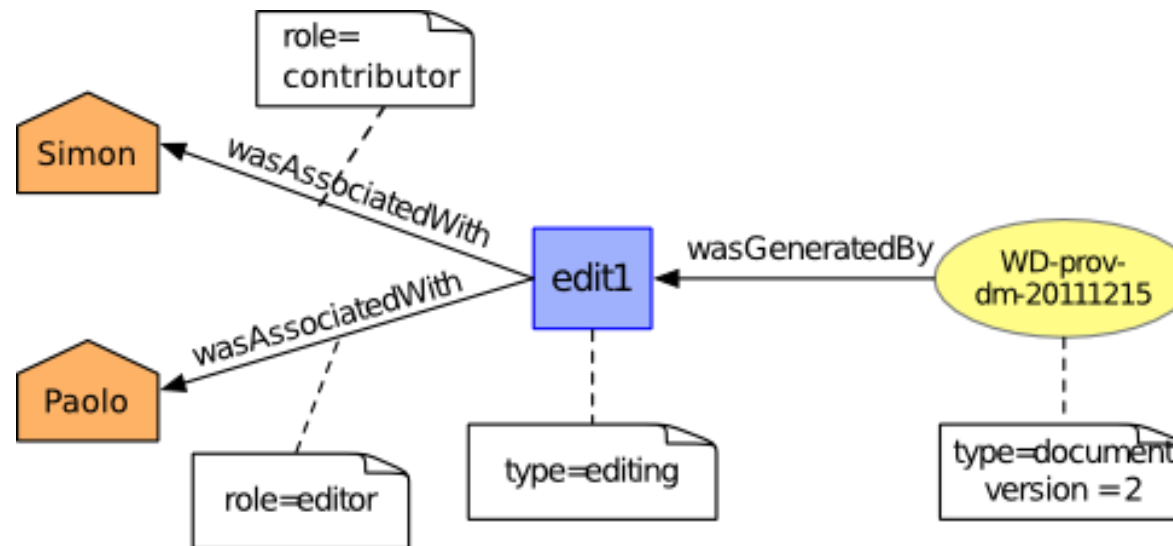 role=
contributor
Simon
wasAssociatedWith
edit1
wasGeneratedBy
WD-prov-
dm-20111215
wasAssociatedWith
Paolo
role=editor
type=editing
type=document
version =2